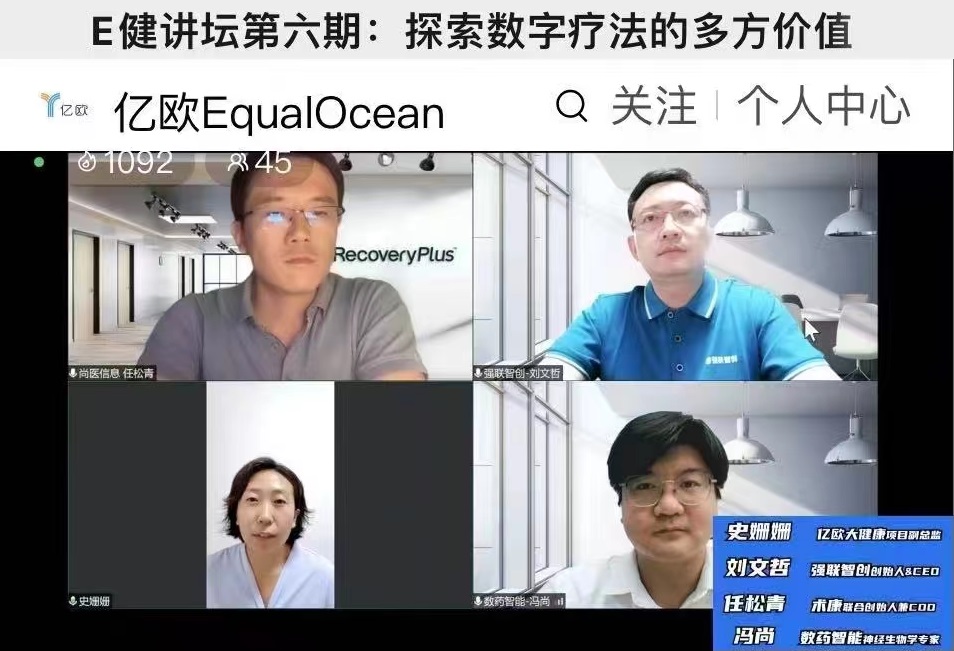 E健讲坛第六期：探索数字疗法的多方价值
亿欧 亿欧EqualOcean 关注 个人中心
1092 45
RecoveryPlus
强联智创
尚医信息 任松青
强联智创-刘文哲
史姗姗
数药智能-冯尚
史姗姗 亿欧大健康项目副总监
刘文哲 强联智创创始人&CEO
任松青 术康联合创始人兼COO
冯尚 数药智能神经生物学专家